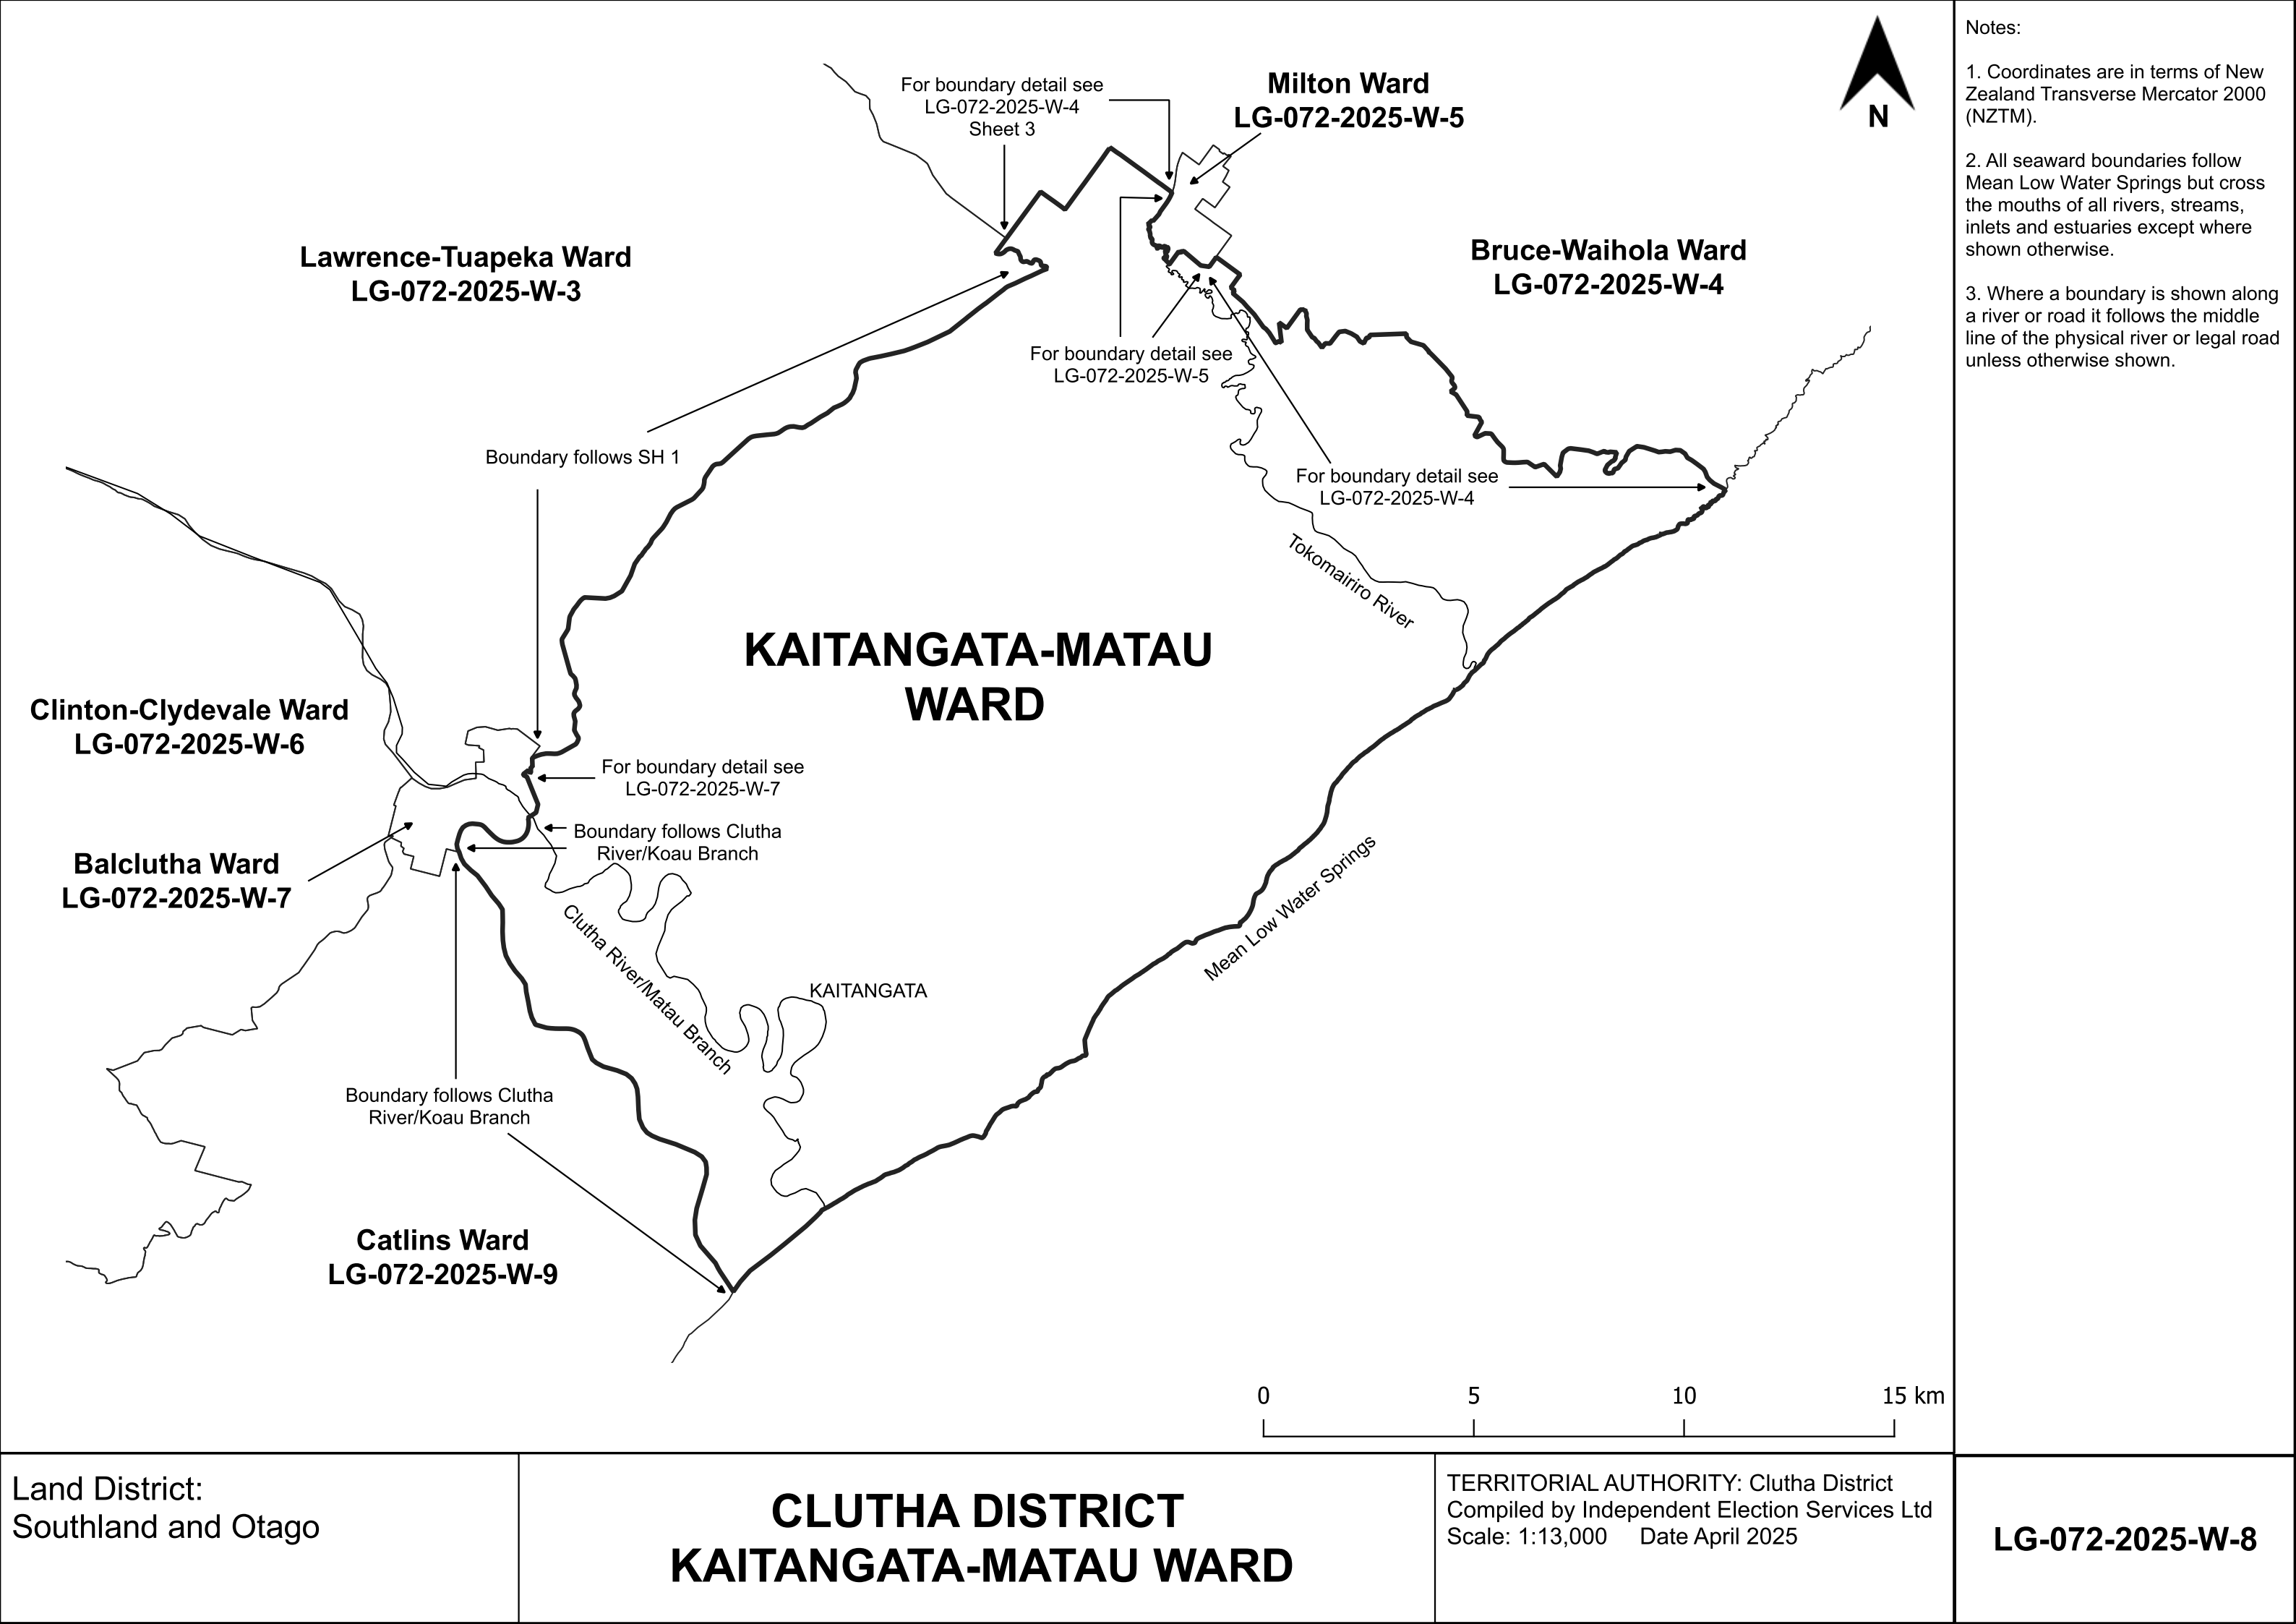 For boundary detail see
LG-072-2025-W-4
Sheet 3
Milton Ward
LG-072-2025-W-5
N
Lawrence-Tuapeka Ward
LG-072-2025-W-3
Bruce-Waihola Ward
LG-072-2025-W-4
For boundary detail see
LG-072-2025-W-5
Boundary follows SH 1
For boundary detail see
LG-072-2025-W-4
Tokomairiro River
KAITANGATA-MATAU
WARD
Clinton-Clydevale Ward
LG-072-2025-W-6
For boundary detail see
LG-072-2025-W-7
Boundary follows Clutha
River/Koau Branch
Balclutha Ward
LG-072-2025-W-7
Clutha River/Matau Branch
Mean Low Water Springs
KAITANGATA
Boundary follows Clutha
River/Koau Branch
Catlins Ward
LG-072-2025-W-9
0 5 10 15 km
Notes:
1. Coordinates are in terms of New
Zealand Transverse Mercator 2000
(NZTM).
2. All seaward boundaries follow
Mean Low Water Springs but cross
the mouths of all rivers, streams,
inlets and estuaries except where
shown otherwise.
3. Where a boundary is shown along
a river or road it follows the middle
line of the physical river or legal road
unless otherwise shown.
Land District:
Southland and Otago
CLUTHA DISTRICT
KAITANGATA-MATAU WARD
TERRITORIAL AUTHORITY: Clutha District
Compiled by Independent Election Services Ltd
Scale: 1:13,000 Date April 2025
LG-072-2025-W-8